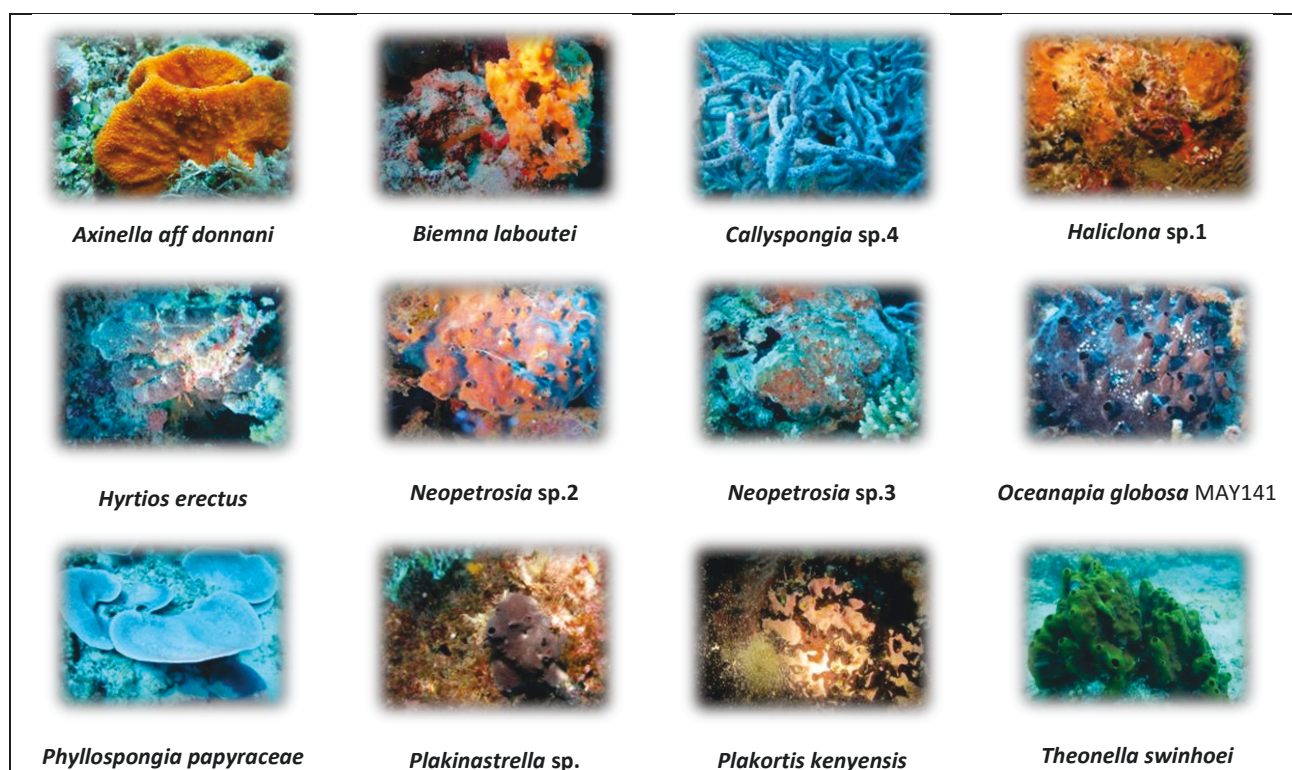 Axinella aff donnani
Biemna laboutei
Callyspongia sp.4
Haliclona sp.1
Hyrtios erectus
Neopetrosia sp.2
Neopetrosia sp.3
Oceanapia globosa MAY141
Phyllospongia papyraceae
Plakinastrella sp.
Plakortis kenyensis
Theonella swinhoei